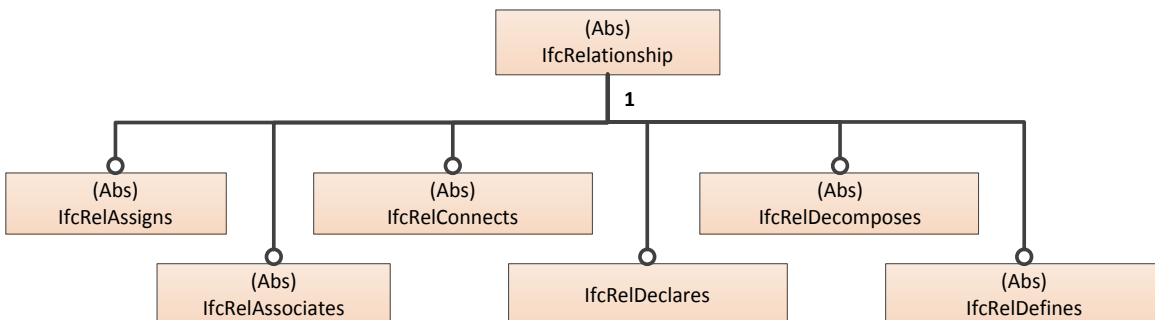 (Abs)
IfcRelationship
1
(Abs)
IfcRelAssigns
(Abs)
IfcRelConnects
(Abs)
IfcRelDecomposes
(Abs)
IfcRelAssociates
IfcRelDeclares
(Abs)
IfcRelDefines